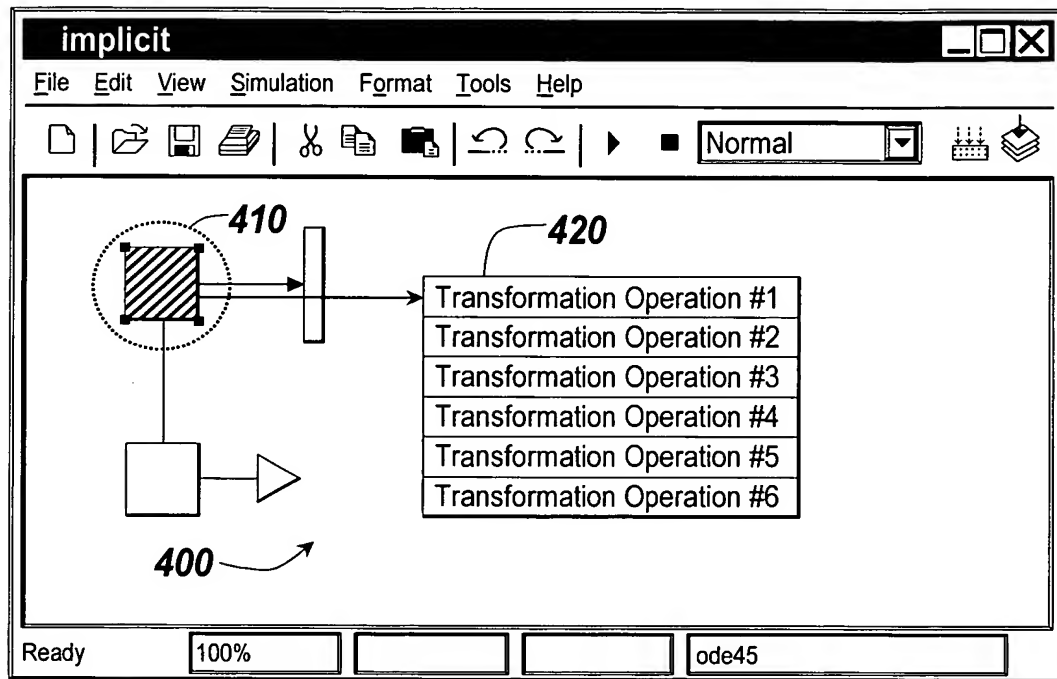 implicit
File Edit View Simulation Format Tools Help
Normal
410
420
Transformation Operation #1
Transformation Operation #2
Transformation Operation #3
Transformation Operation #4
Transformation Operation #5
Transformation Operation #6
400
Ready 100% ode45